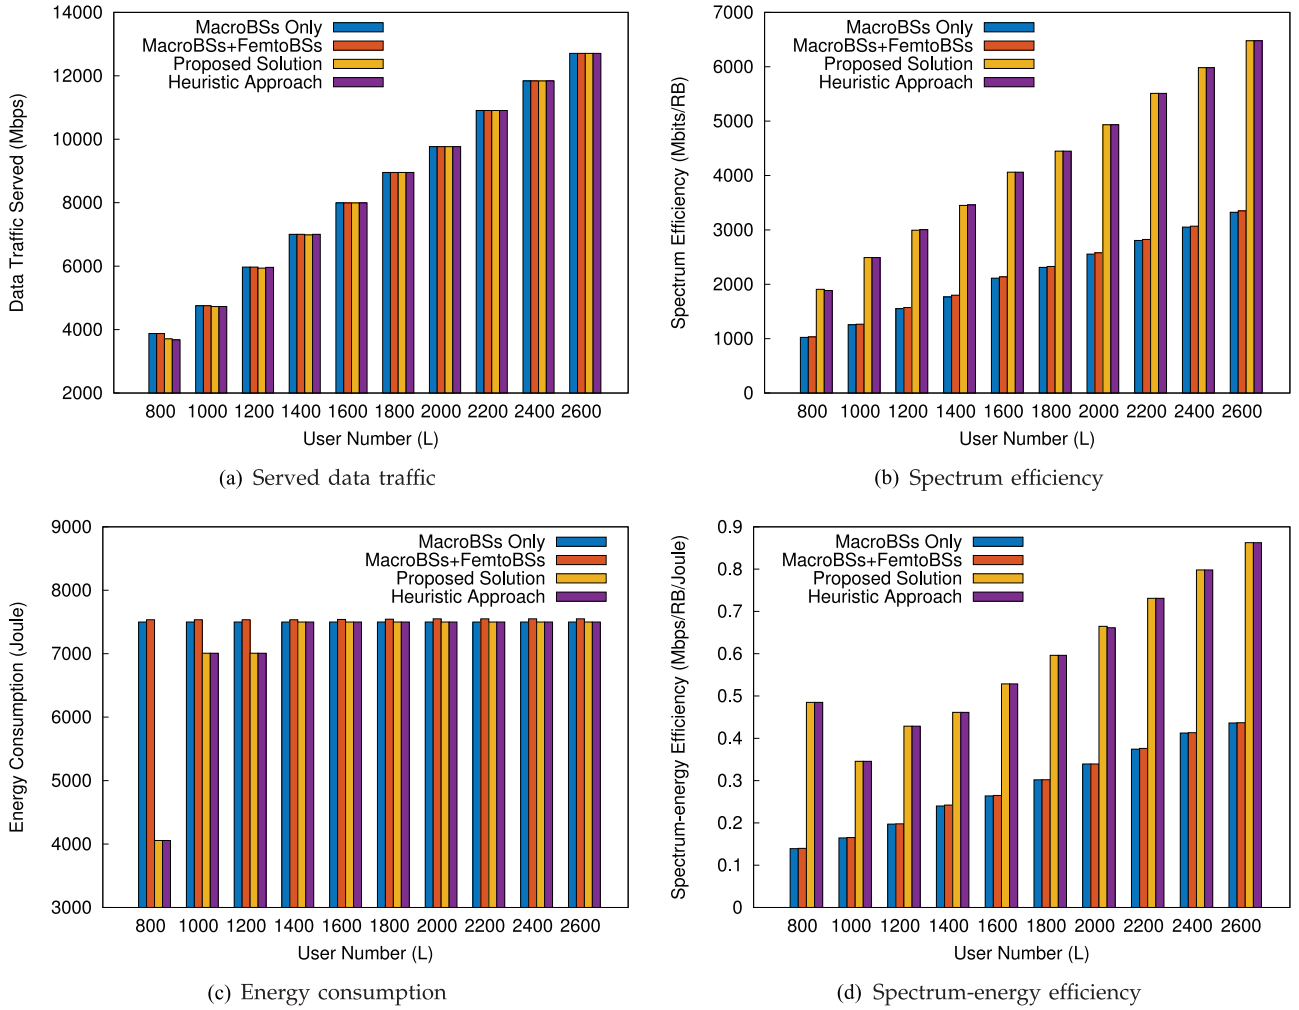 14000
12000
10000
8000
6000
4000
2000
Data Traffic Served (Mbps)
MacroBSs Only
MacroBSs+FemtoBSs
Proposed Solution
Heuristic Approach
800 1000 1200 1400 1600 1800 2000 2200 2400 2600
User Number (L)
(a) Served data traffic
7000
6000
5000
4000
3000
2000
1000
0
Spectrum Efficiency (Mbits/RB)
MacroBSs Only
MacroBSs+FemtoBSs
Proposed Solution
Heuristic Approach
800 1000 1200 1400 1600 1800 2000 2200 2400 2600
User Number (L)
(b) Spectrum efficiency
9000
8000
7000
6000
5000
4000
3000
Energy Consumption (Joule)
MacroBSs Only
MacroBSs+FemtoBSs
Proposed Solution
Heuristic Approach
800 1000 1200 1400 1600 1800 2000 2200 2400 2600
User Number (L)
(c) Energy consumption
0.9
0.8
0.7
0.6
0.5
0.4
0.3
0.2
0.1
0
Spectrum-energy Efficiency (Mbps/RB/Joule)
MacroBSs Only
MacroBSs+FemtoBSs
Proposed Solution
Heuristic Approach
800 1000 1200 1400 1600 1800 2000 2200 2400 2600
User Number (L)
(d) Spectrum-energy efficiency